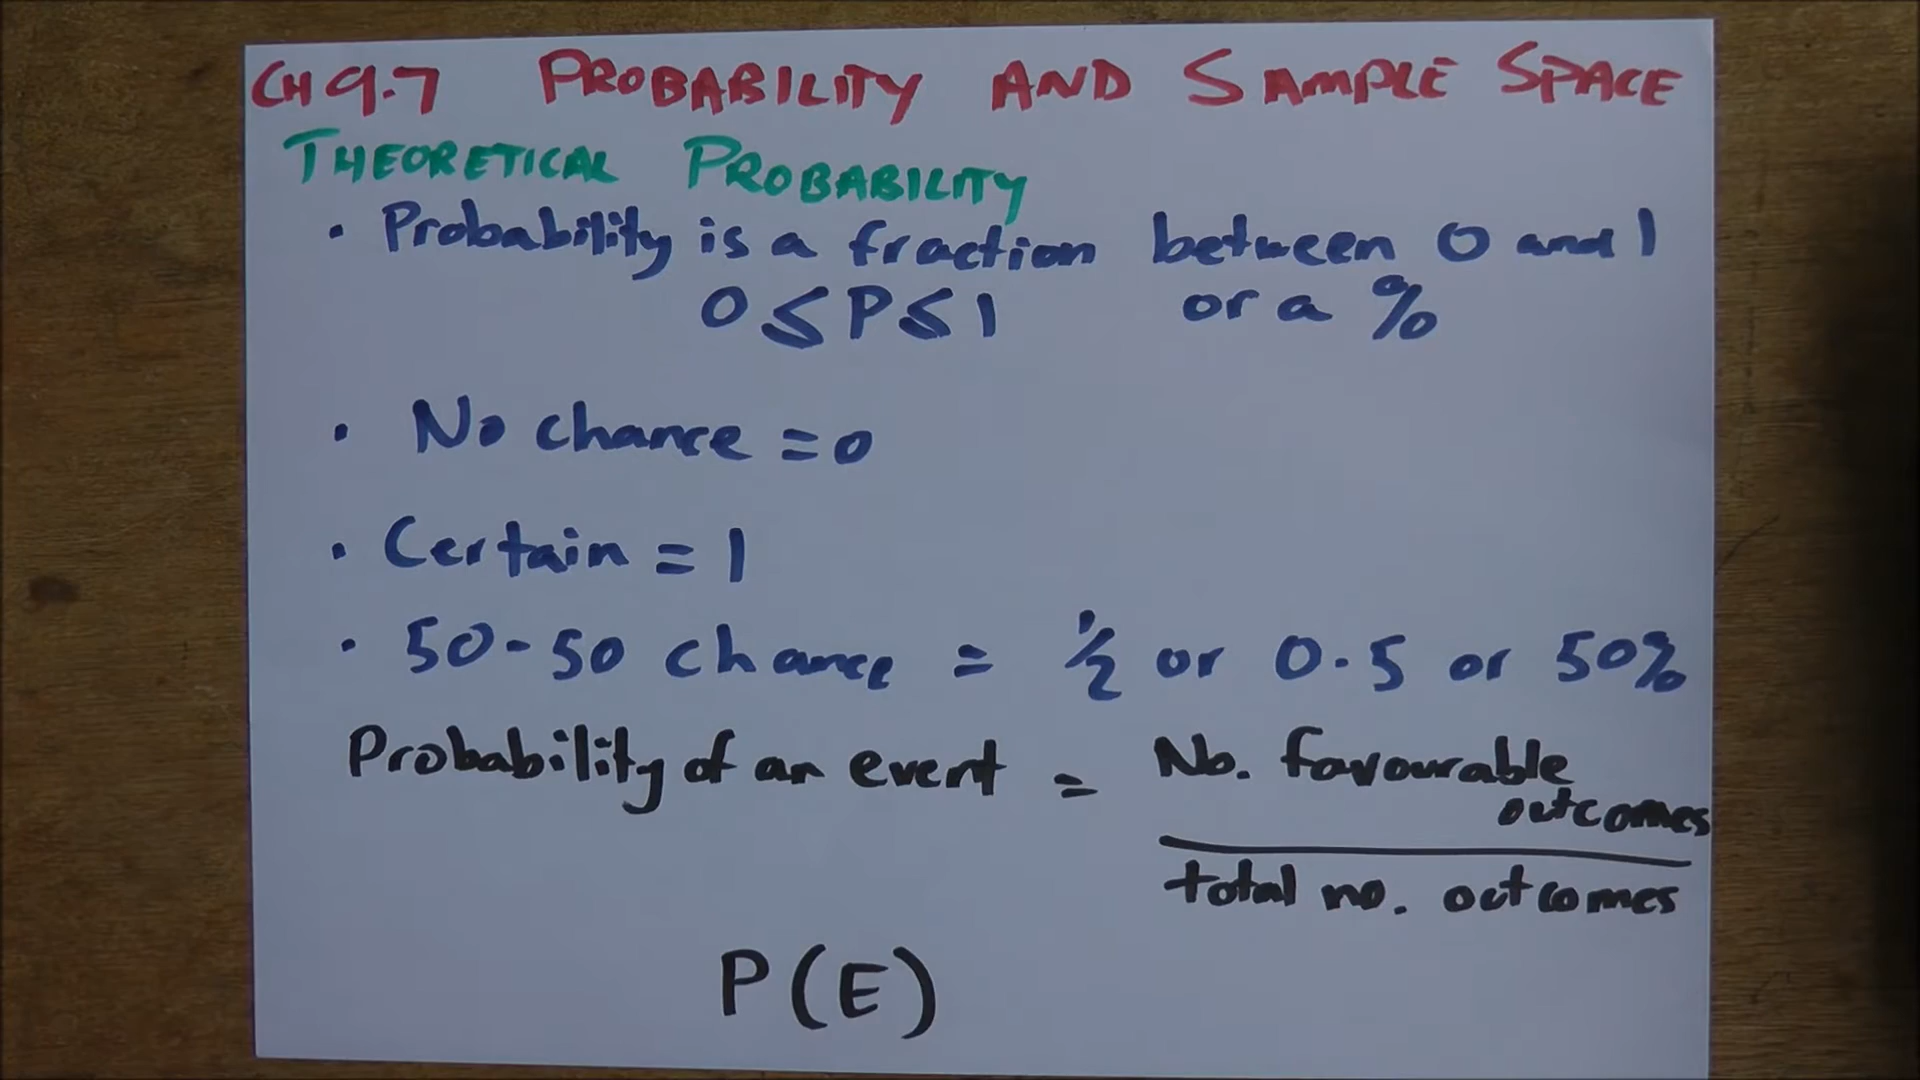 CH 9.7 PROBABILITY AND SAMPLE SPACE
THEORETICAL PROBABILITY
• Probability is a fraction between 0 and 1
0 ≤ P ≤ 1 or a %
• No chance = 0
• Certain = 1
• 50-50 chance = 1/2 or 0.5 or 50%
Probability of an event = No. favourable
outcomes
total no. outcomes
P(E)